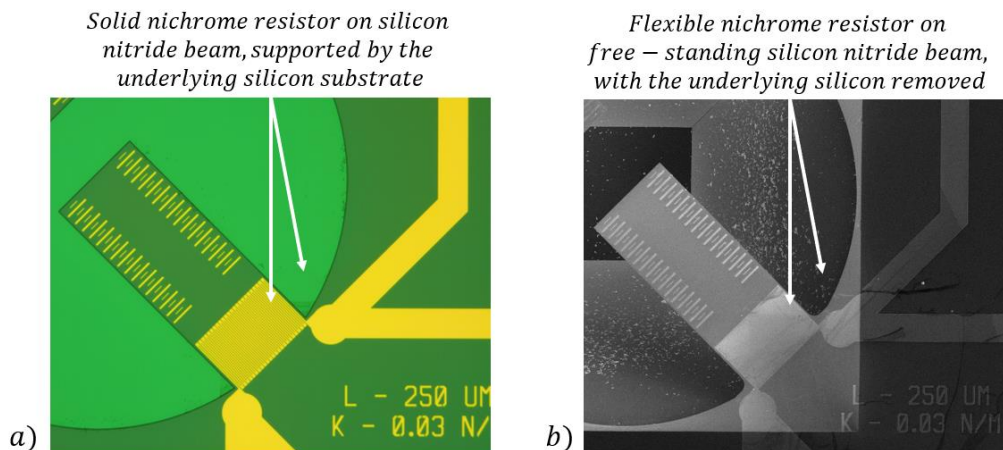 Solid nichrome resistor on silicon
nitride beam, supported by the
underlying silicon substrate
Flexible nichrome resistor on
free − standing silicon nitride beam,
with the underlying silicon removed
L - 250 UM
K - 0.03 N/
a)
L - 250 UM
K - 0.03 N/M
b)